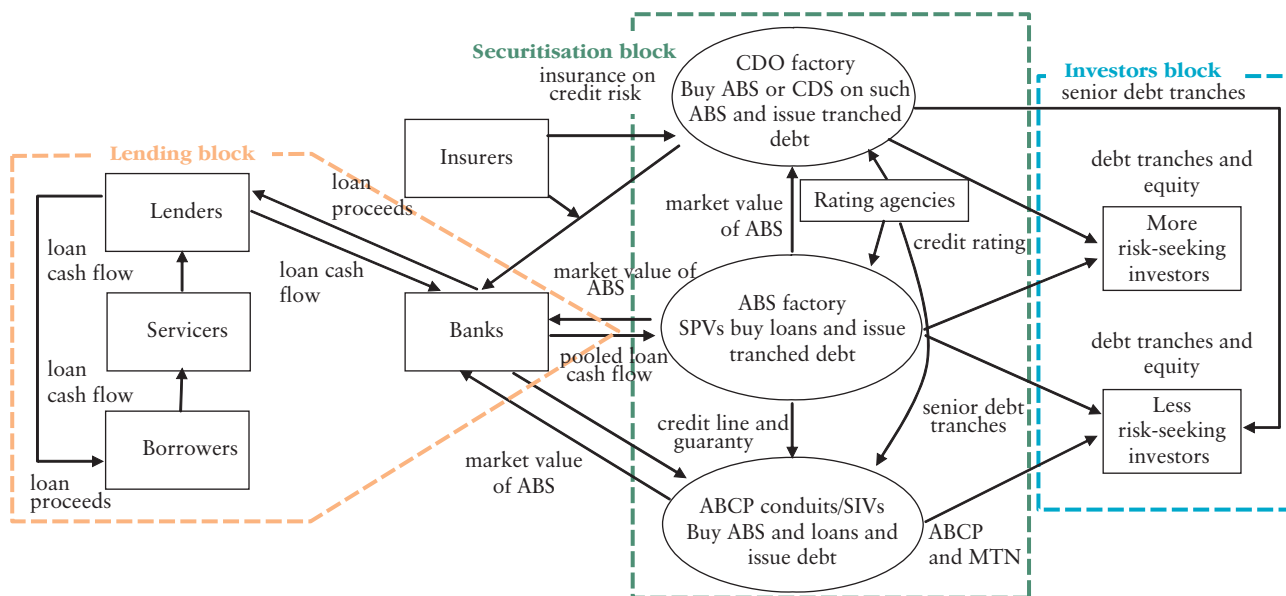 Securitisation block
insurance on
credit risk
CDO factory
Buy ABS or CDS on such
ABS and issue tranched
debt
Investors block
senior debt tranches
Lending block
Insurers
loan
proceeds
Lenders
loan
cash flow
loan cash
flow
market value
of ABS
Rating agencies
credit rating
debt tranches and
equity
More
risk-seeking
investors
Servicers
Banks
market value of
ABS
ABS factory
SPVs buy loans and issue
tranched debt
pooled loan
cash flow
loan
cash flow
Borrowers
loan
proceeds
market value
of ABS
credit line and
guaranty
senior debt
tranches
debt tranches and
equity
Less
risk-seeking
investors
ABCP conduits/SIVs
Buy ABS and loans and
issue debt
ABCP
and MTN